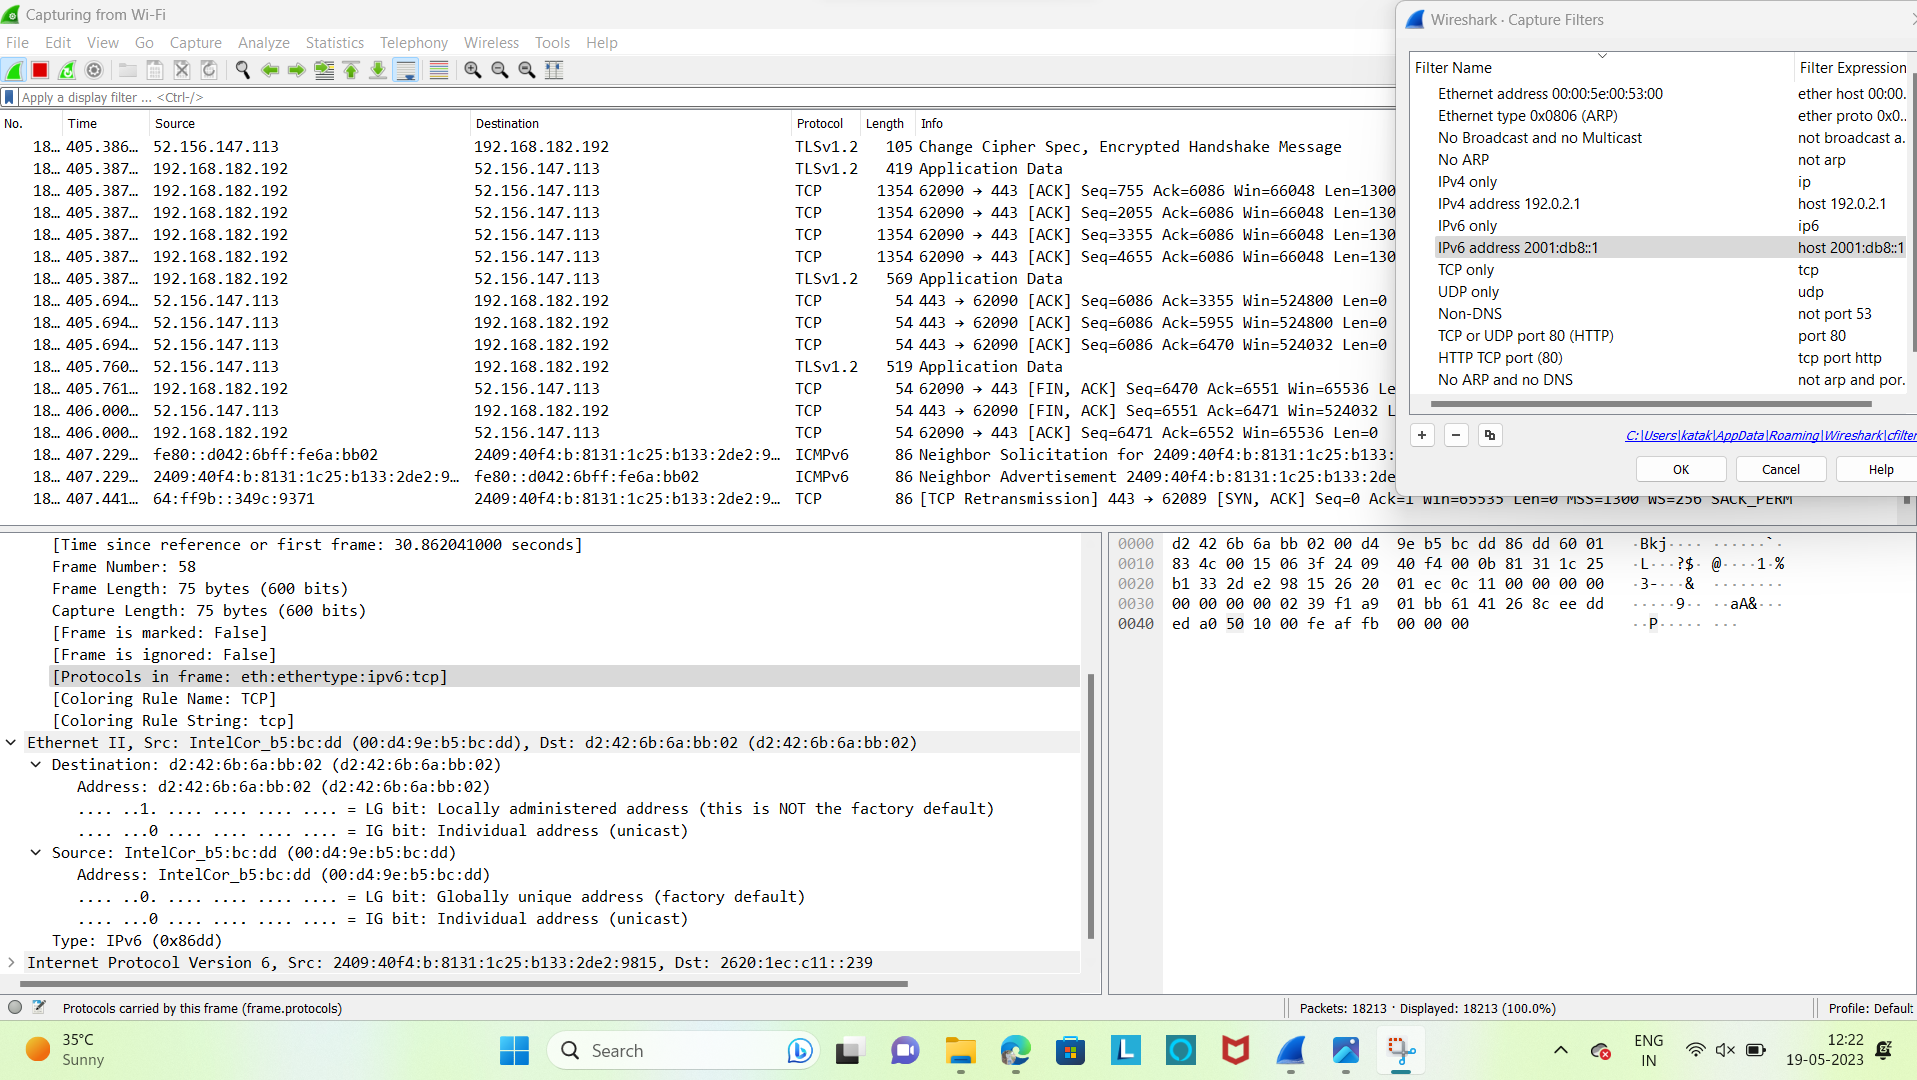 Capturing from Wi-Fi
File Edit View Go Capture Analyze Statistics Telephony Wireless Tools Help
Apply a display filter ... <Ctrl-/>
No. Time Source Destination Protocol Length Info
18... 405.386... 52.156.147.113 192.168.182.192 TLSv1.2 105 Change Cipher Spec, Encrypted Handshake Message
18... 405.387... 192.168.182.192 52.156.147.113 TLSv1.2 419 Application Data
18... 405.387... 192.168.182.192 52.156.147.113 TCP 1354 62090 → 443 [ACK] Seq=755 Ack=6086 Win=66048 Len=1300
18... 405.387... 192.168.182.192 52.156.147.113 TCP 1354 62090 → 443 [ACK] Seq=2055 Ack=6086 Win=66048 Len=130
18... 405.387... 192.168.182.192 52.156.147.113 TCP 1354 62090 → 443 [ACK] Seq=3355 Ack=6086 Win=66048 Len=130
18... 405.387... 192.168.182.192 52.156.147.113 TCP 1354 62090 → 443 [ACK] Seq=4655 Ack=6086 Win=66048 Len=130
18... 405.387... 192.168.182.192 52.156.147.113 TLSv1.2 569 Application Data
18... 405.694... 52.156.147.113 192.168.182.192 TCP 54 443 → 62090 [ACK] Seq=6086 Ack=3355 Win=524800 Len=0
18... 405.694... 52.156.147.113 192.168.182.192 TCP 54 443 → 62090 [ACK] Seq=6086 Ack=5955 Win=524800 Len=0
18... 405.694... 52.156.147.113 192.168.182.192 TCP 54 443 → 62090 [ACK] Seq=6086 Ack=6470 Win=524032 Len=0
18... 405.760... 52.156.147.113 192.168.182.192 TLSv1.2 519 Application Data
18... 405.761... 192.168.182.192 52.156.147.113 TCP 54 62090 → 443 [FIN, ACK] Seq=6470 Ack=6551 Win=65536 Le
18... 406.000... 52.156.147.113 192.168.182.192 TCP 54 443 → 62090 [FIN, ACK] Seq=6551 Ack=6471 Win=524032 L
18... 406.000... 192.168.182.192 52.156.147.113 TCP 54 62090 → 443 [ACK] Seq=6471 Ack=6552 Win=65536 Len=0
18... 407.229... fe80::d042:6bff:fe6a:bb02 2409:40f4:b:8131:1c25:b133:2de2:9... ICMPv6 86 Neighbor Solicitation for 2409:40f4:b:8131:1c25:b133:
18... 407.229... 2409:40f4:b:8131:1c25:b133:2de2:9... fe80::d042:6bff:fe6a:bb02 ICMPv6 86 Neighbor Advertisement 2409:40f4:b:8131:1c25:b133:2de
18... 407.441... 64:ff9b::349c:9371 2409:40f4:b:8131:1c25:b133:2de2:9... TCP 86 [TCP Retransmission] 443 → 62089 [SYN, ACK] Seq=0 Ack=1 Win=65535 Len=0 MSS=1300 WS=256 SACK_PERM
Wireshark · Capture Filters
Filter Name Filter Expression
Ethernet address 00:00:5e:00:53:00 ether host 00:00..
Ethernet type 0x0806 (ARP) ether proto 0x0..
No Broadcast and no Multicast not broadcast a.
No ARP not arp
IPv4 only ip
IPv4 address 192.0.2.1 host 192.0.2.1
IPv6 only ip6
IPv6 address 2001:db8::1 host 2001:db8::1
TCP only tcp
UDP only udp
Non-DNS not port 53
TCP or UDP port 80 (HTTP) port 80
HTTP TCP port (80) tcp port http
No ARP and no DNS not arp and por.
C:\Users\katak\AppData\Roaming\Wireshark\cfilter
OK Cancel Help
[Time since reference or first frame: 30.862041000 seconds]
Frame Number: 58
Frame Length: 75 bytes (600 bits)
Capture Length: 75 bytes (600 bits)
[Frame is marked: False]
[Frame is ignored: False]
[Protocols in frame: eth:ethertype:ipv6:tcp]
[Coloring Rule Name: TCP]
[Coloring Rule String: tcp]
Ethernet II, Src: IntelCor_b5:bc:dd (00:d4:9e:b5:bc:dd), Dst: d2:42:6b:6a:bb:02 (d2:42:6b:6a:bb:02)
Destination: d2:42:6b:6a:bb:02 (d2:42:6b:6a:bb:02)
Address: d2:42:6b:6a:bb:02 (d2:42:6b:6a:bb:02)
.... ..1. .... .... .... .... = LG bit: Locally administered address (this is NOT the factory default)
.... ...0 .... .... .... .... = IG bit: Individual address (unicast)
Source: IntelCor_b5:bc:dd (00:d4:9e:b5:bc:dd)
Address: IntelCor_b5:bc:dd (00:d4:9e:b5:bc:dd)
.... ..0. .... .... .... .... = LG bit: Globally unique address (factory default)
.... ...0 .... .... .... .... = IG bit: Individual address (unicast)
Type: IPv6 (0x86dd)
Internet Protocol Version 6, Src: 2409:40f4:b:8131:1c25:b133:2de2:9815, Dst: 2620:1ec:c11::239
0000 d2 42 6b 6a bb 02 00 d4 9e b5 bc dd 86 dd 60 01 ·Bkj···· ······`·
0010 83 4c 00 15 06 3f 24 09 40 f4 00 0b 81 31 1c 25 ·L···?$· @····1·%
0020 b1 33 2d e2 98 15 26 20 01 ec 0c 11 00 00 00 00 ·3-···& ········
0030 00 00 00 00 02 39 f1 a9 01 bb 61 41 26 8c ee dd ·····9·· ··aA&···
0040 ed a0 50 10 00 fe af fb 00 00 00 ··P····· ···
Protocols carried by this frame (frame.protocols)
Packets: 18213 · Displayed: 18213 (100.0%)
Profile: Default
35°C
Sunny
Search
ENG
IN
12:22
19-05-2023